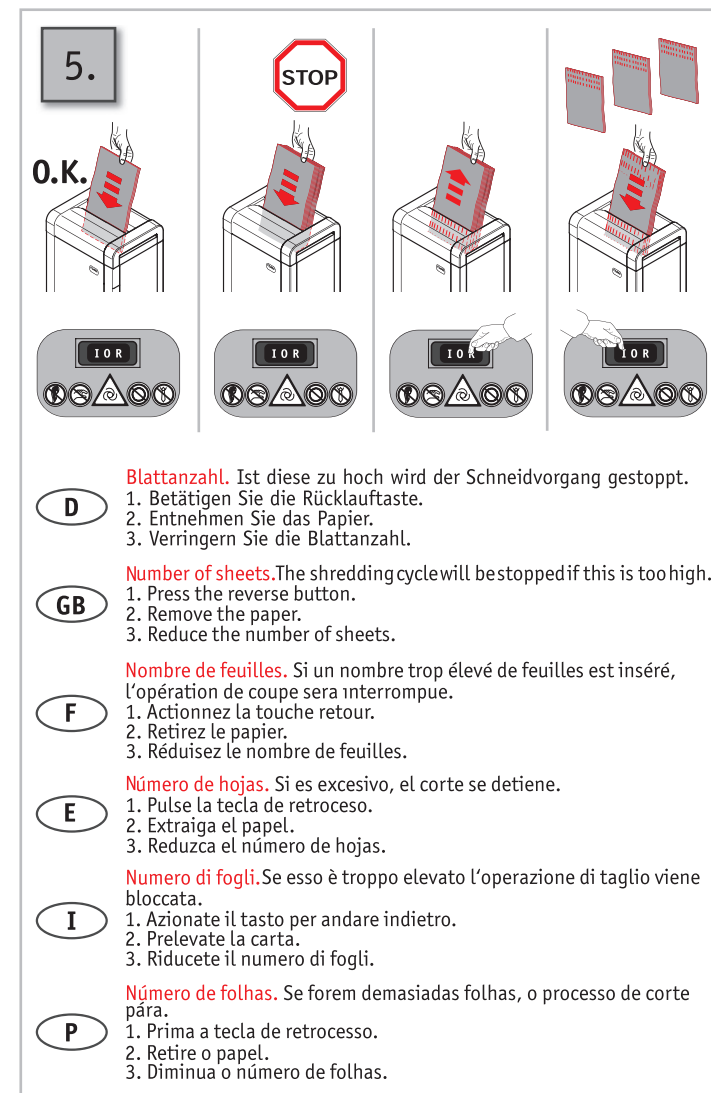 5.
STOP
O.K.
I O R
I O R
I O R
I O R
D
Blattanzahl. Ist diese zu hoch wird der Schneidvorgang gestoppt.
1. Betätigen Sie die Rücklauftaste.
2. Entnehmen Sie das Papier.
3. Verringern Sie die Blattanzahl.
GB
Number of sheets.The shredding cycle will be stopped if this is too high.
1. Press the reverse button.
2. Remove the paper.
3. Reduce the number of sheets.
F
Nombre de feuilles. Si un nombre trop élevé de feuilles est inséré,
l‘opération de coupe sera interrompue.
1. Actionnez la touche retour.
2. Retirez le papier.
3. Réduisez le nombre de feuilles.
E
Número de hojas. Si es excesivo, el corte se detiene.
1. Pulse la tecla de retroceso.
2. Extraiga el papel.
3. Reduzca el número de hojas.
I
Numero di fogli.Se esso è troppo elevato l‘operazione di taglio viene
bloccata.
1. Azionate il tasto per andare indietro.
2. Prelevate la carta.
3. Riducete il numero di fogli.
P
Número de folhas. Se forem demasiadas folhas, o processo de corte
pára.
1. Prima a tecla de retrocesso.
2. Retire o papel.
3. Diminua o número de folhas.